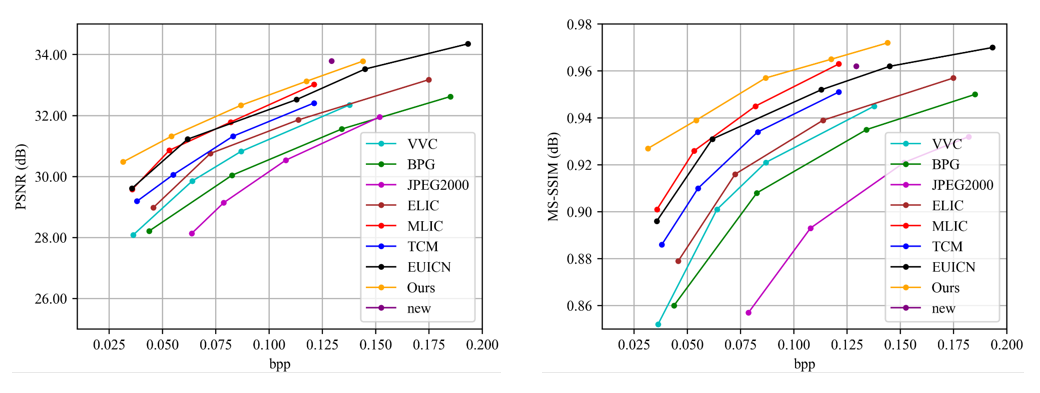 34.00
32.00
30.00
28.00
26.00
PSNR (dB)
0.025 0.050 0.075 0.100 0.125 0.150 0.175 0.200
bpp
VVC
BPG
JPEG2000
ELIC
MLIC
TCM
EUICN
Ours
new
0.98
0.96
0.94
0.92
0.90
0.88
0.86
MS-SSIM (dB)
0.025 0.050 0.075 0.100 0.125 0.150 0.175 0.200
bpp
VVC
BPG
JPEG2000
ELIC
MLIC
TCM
EUICN
Ours
new